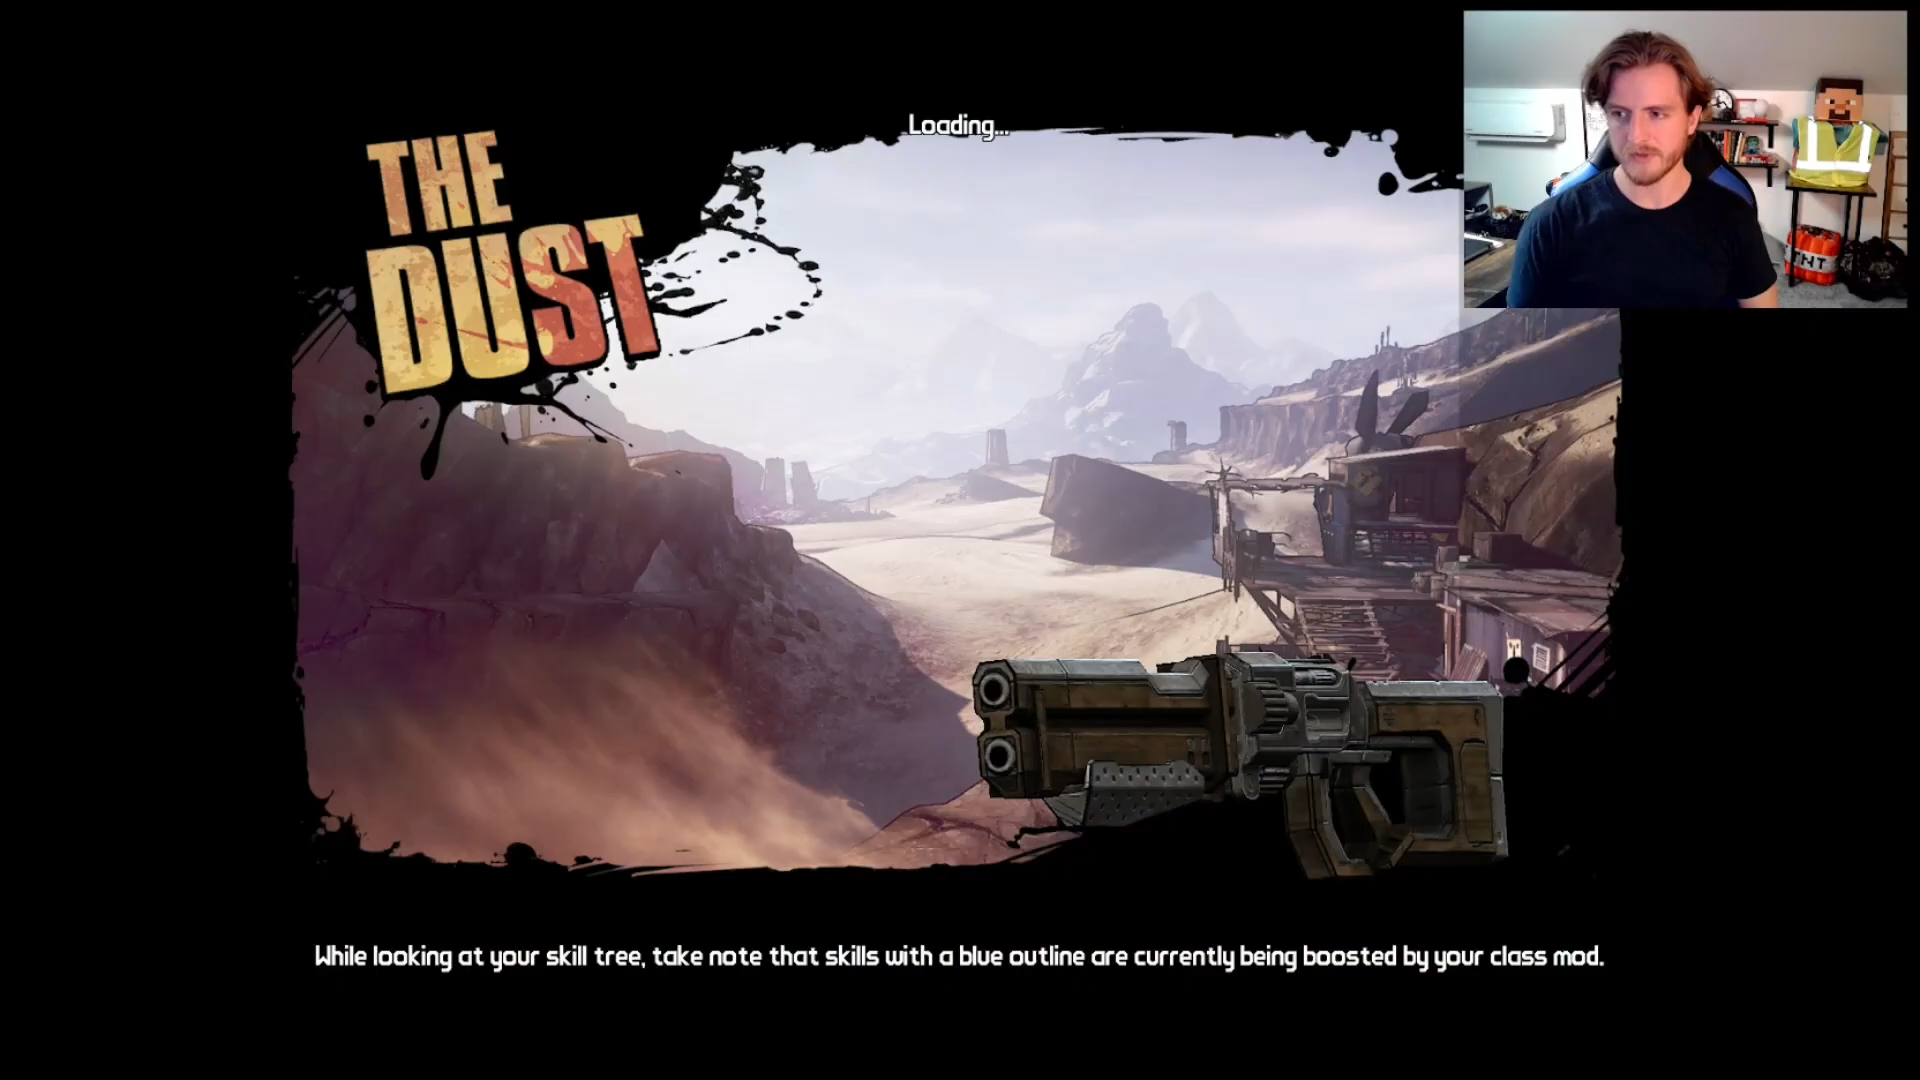 Loading...
THE
DUST
TNT
While looking at your skill tree, take note that skills with a blue outline are currently being boosted by your class mod.